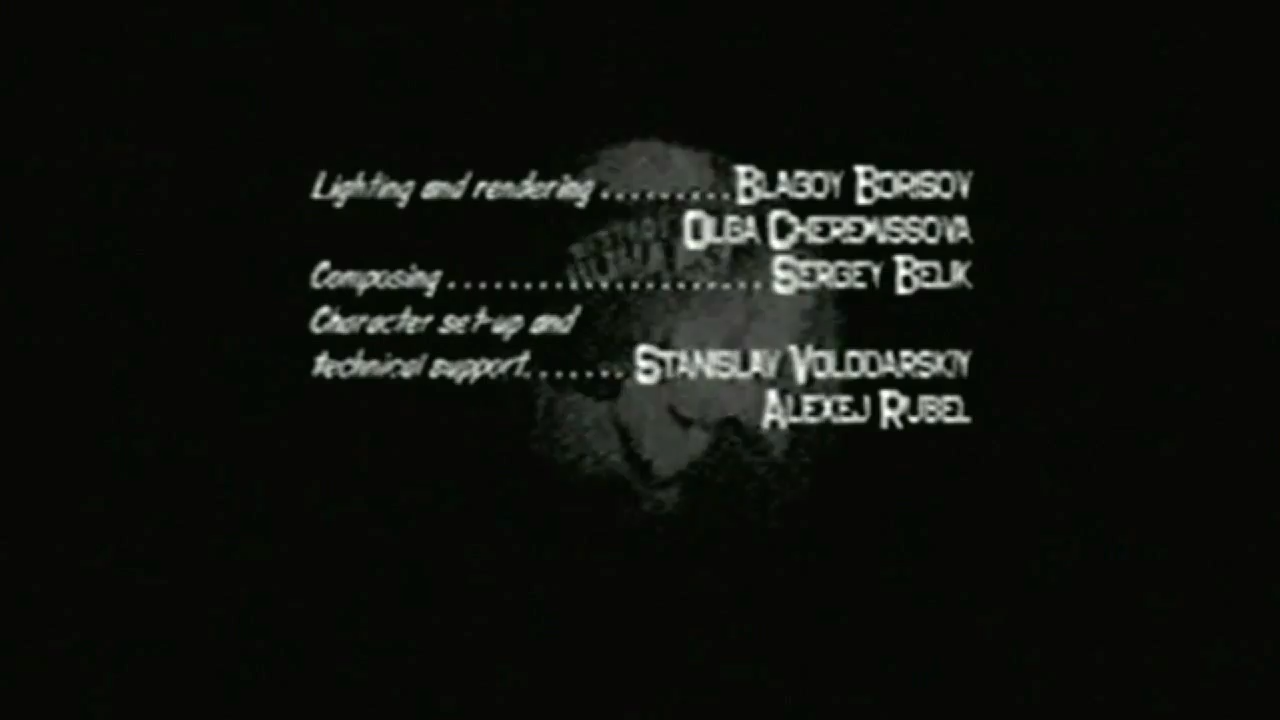 Lighting and rendering.........BLAGOY BORISOV
OLGA CHEREMISSOVA
Composing.....................SERGEY BELIK
Character set-up and
technical support.......STANISLAV VOLODARSKIY
ALEXEJ RUBEL